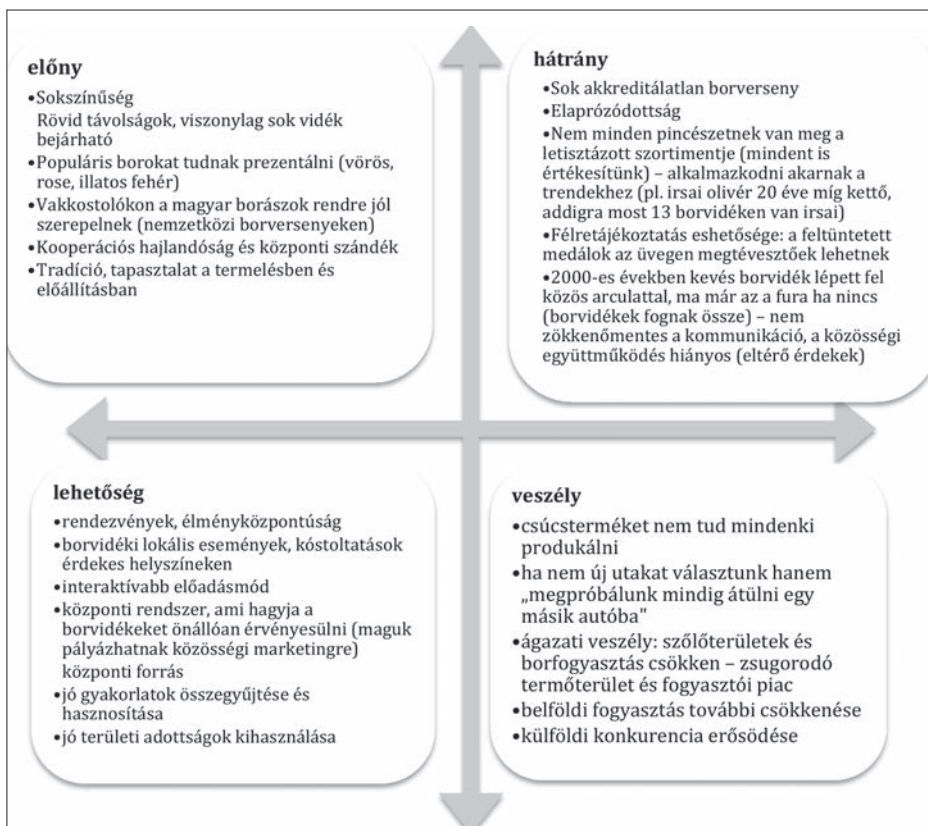 előny
•Sokszínűség
Rövid távolságok, viszonylag sok vidék
bejárható
•Populáris borokat tudnak prezentálni (vörös,
rose, illatos fehér)
•Vakkostolókon a magyar borászok rendre jól
szerepelnek (nemzetközi borversenyeken)
•Kooperációs hajlandóság és központi szándék
•Tradíció, tapasztalat a termelésben és
előállításban
hátrány
•Sok akkreditálatlan borverseny
•Elaprózódottság
•Nem minden pincészetnek van meg a
letisztázott szortimentje (mindent is
értékesítünk) – alkalmazkodni akarnak a
trendekhez (pl. irsai olivér 20 éve míg kettő,
addigra most 13 borvidéken van irsai)
•Félretájékoztatás eshetősége: a feltüntetett
medálok az üvegen megtévesztőek lehetnek
•2000-es években kevés borvidék lépett fel
közös arculattal, ma már az a fura ha nincs
(borvidékek fognak össze) – nem
zökkenőmentes a kommunikáció, a közösségi
együttműködés hiányos (eltérő érdekek)
lehetőség
•rendezvények, élményközpontúság
•borvidéki lokális események, kóstoltatások
érdekes helyszíneken
•interaktívabb előadásmód
•központi rendszer, ami hagyja a
borvidékeket önállóan érvényesülni (maguk
pályázhatnak közösségi marketingre)
központi forrás
•jó gyakorlatok összegyűjtése és
hasznosítása
•jó területi adottságok kihasználása
veszély
•csúcsterméket nem tud mindenki
produkálni
•ha nem új utakat választunk hanem
„megpróbálunk mindig átülni egy
másik autóba"
•ágazati veszély: szőlőterületek és
borfogyasztás csökken – zsugorodó
termőterület és fogyasztói piac
•belföldi fogyasztás további csökkenése
•külföldi konkurencia erősödése